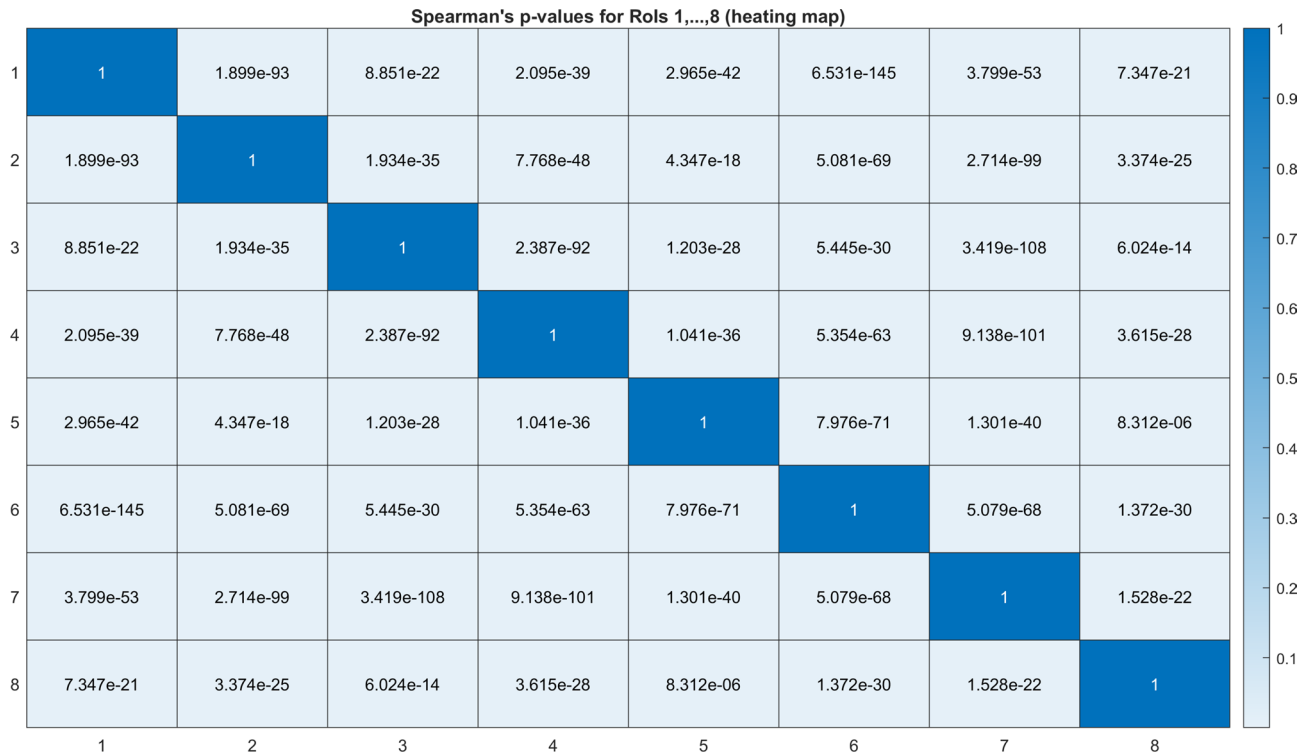 Spearman's p-values for RoIs 1,...,8 (heating map)
1 1 1.899e-93 8.851e-22 2.095e-39 2.965e-42 6.531e-145 3.799e-53 7.347e-21
2 1.899e-93 1 1.934e-35 7.768e-48 4.347e-18 5.081e-69 2.714e-99 3.374e-25
3 8.851e-22 1.934e-35 1 2.387e-92 1.203e-28 5.445e-30 3.419e-108 6.024e-14
4 2.095e-39 7.768e-48 2.387e-92 1 1.041e-36 5.354e-63 9.138e-101 3.615e-28
5 2.965e-42 4.347e-18 1.203e-28 1.041e-36 1 7.976e-71 1.301e-40 8.312e-06
6 6.531e-145 5.081e-69 5.445e-30 5.354e-63 7.976e-71 1 5.079e-68 1.372e-30
7 3.799e-53 2.714e-99 3.419e-108 9.138e-101 1.301e-40 5.079e-68 1 1.528e-22
8 7.347e-21 3.374e-25 6.024e-14 3.615e-28 8.312e-06 1.372e-30 1.528e-22 1
1 2 3 4 5 6 7 8
1
0.9
0.8
0.7
0.6
0.5
0.4
0.3
0.2
0.1